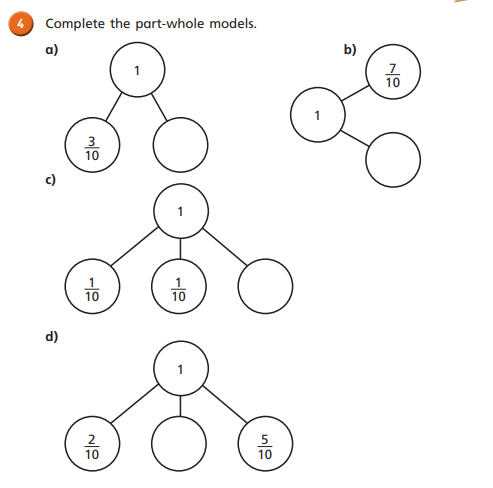 4 Complete the part-whole models.
a)
1
3/10
b)
7/10
1
c)
1
1/10 1/10
d)
1
2/10 5/10